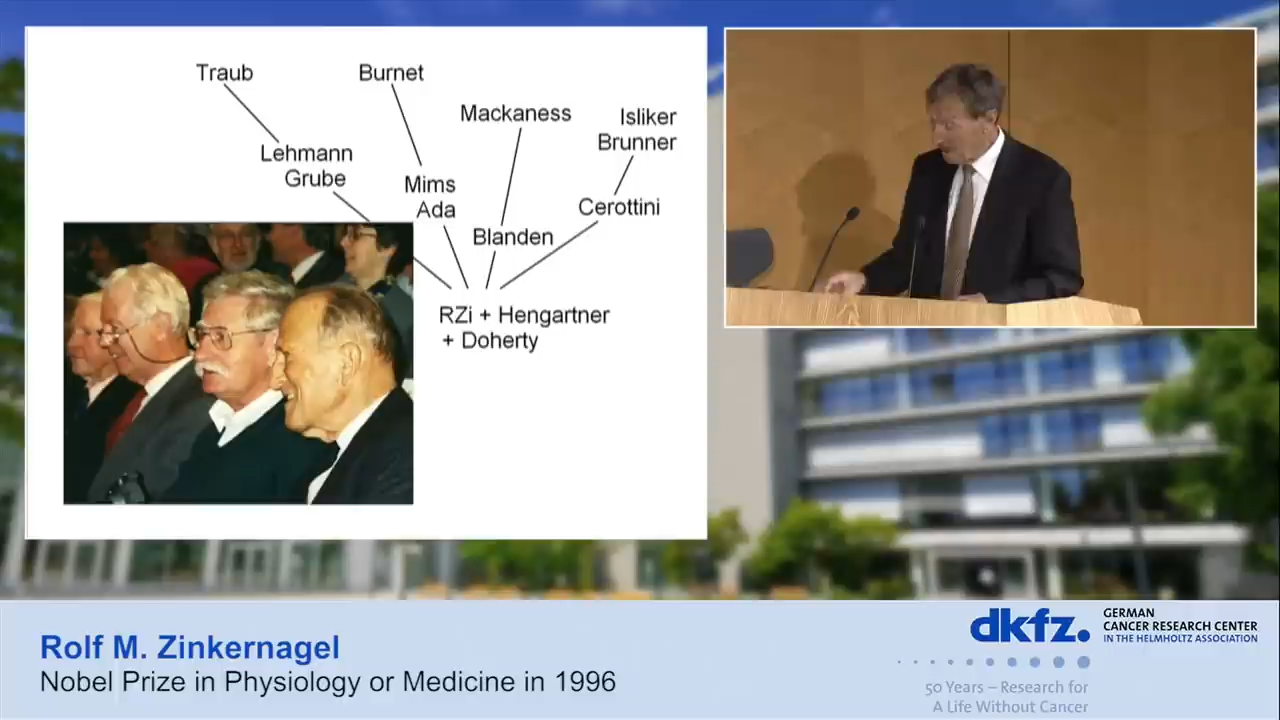 Traub
Burnet
Mackaness
Isliker
Brunner
Lehmann
Grube
Mims
Ada
Cerottini
Blanden
RZi + Hengartner
+ Doherty
Rolf M. Zinkernagel
Nobel Prize in Physiology or Medicine in 1996
dkfz.
GERMAN
CANCER RESEARCH CENTER
IN THE HELMHOLTZ ASSOCIATION
50 Years – Research for
A Life Without Cancer